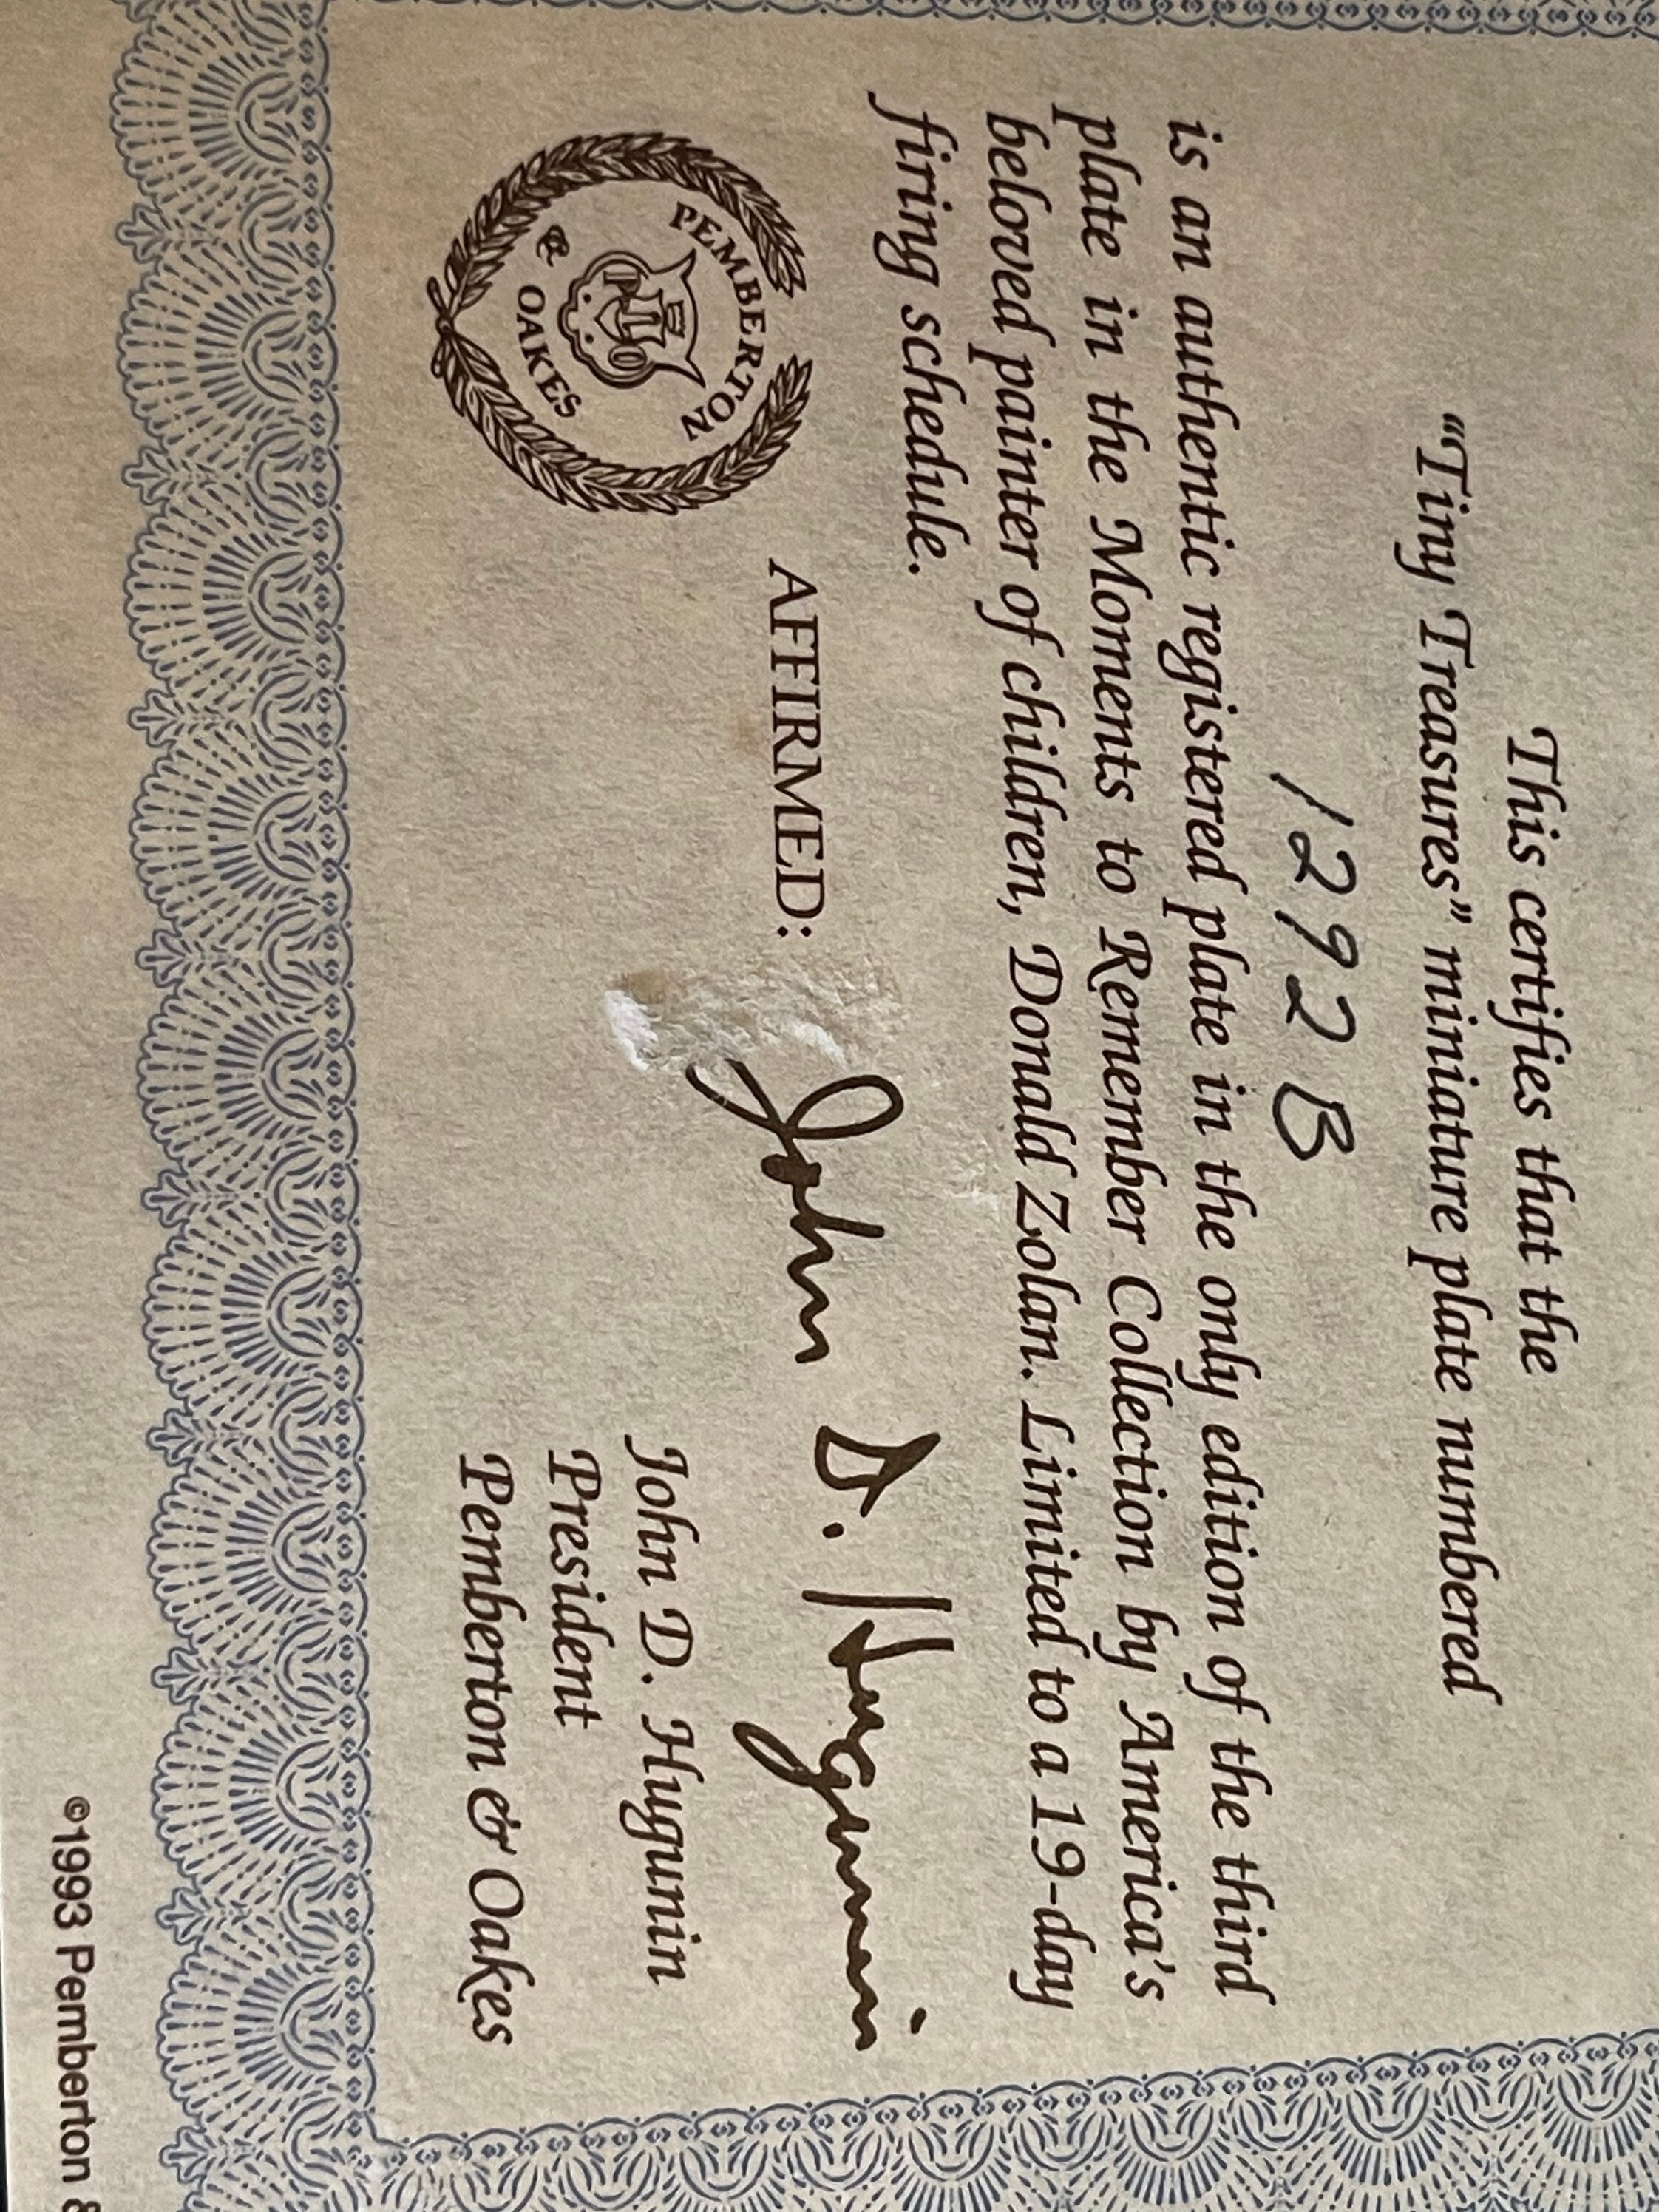 This certifies that the
"Tiny Treasures" miniature plate numbered
1292 B
is an authentic registered plate in the only edition of the third
plate in the Moments to Remember Collection by America's
beloved painter of children, Donald Zolan. Limited to a 19-day
firing schedule.
PEMBERTON
& OAKES
P&O
AFFIRMED:
John D. Hugunin
John D. Hugunin
President
Pemberton & Oakes
©1993 Pemberton &